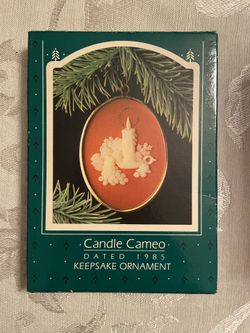 Candle Cameo
DATED 1985
KEEPSAKE ORNAMENT